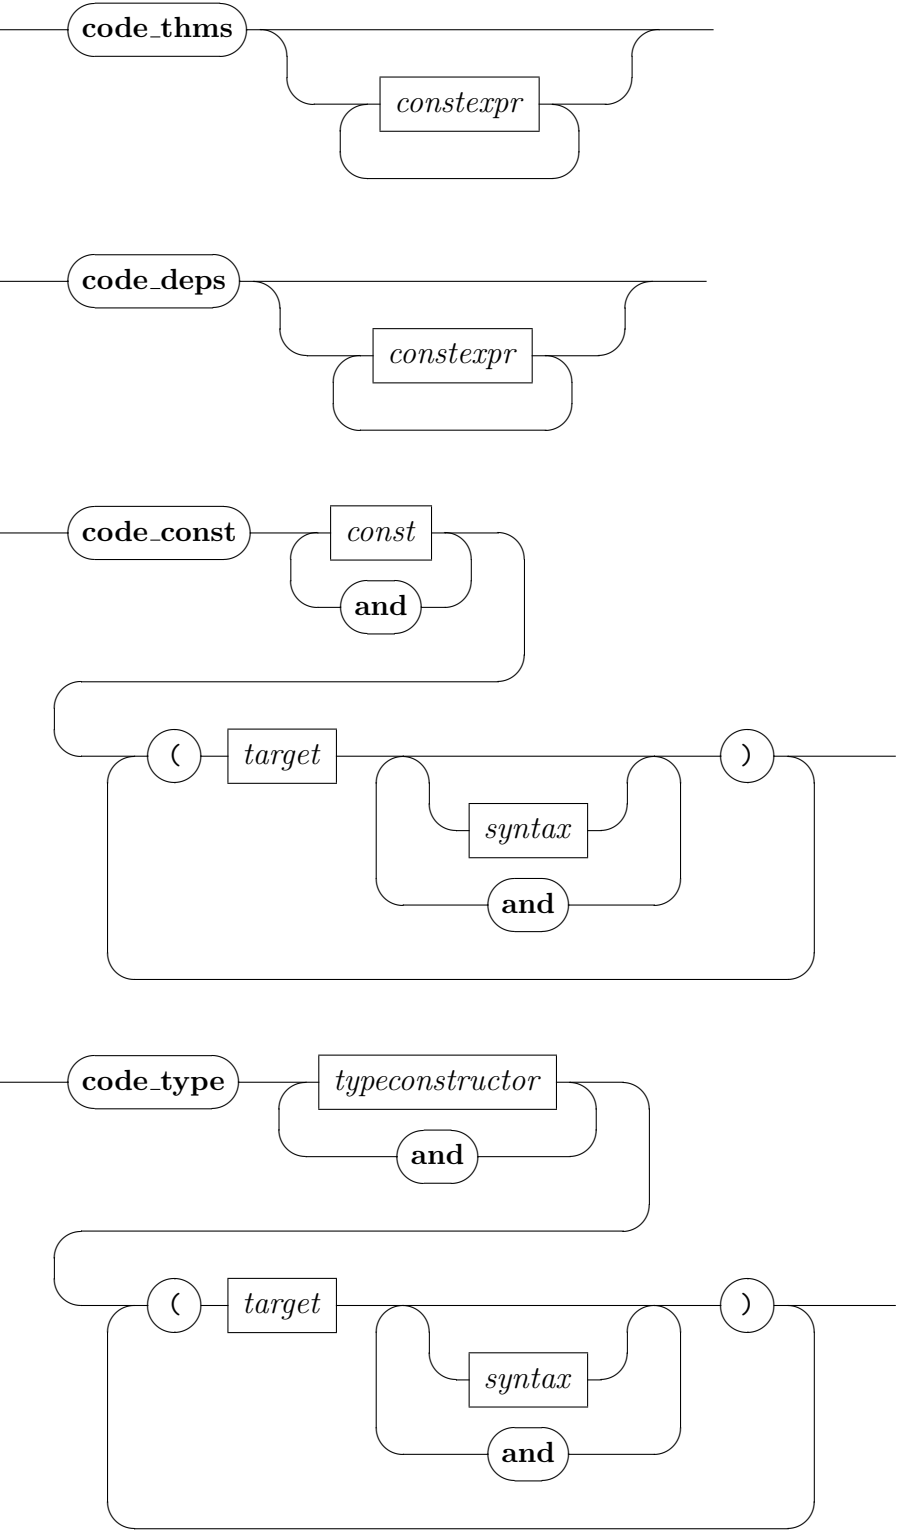 code_thms
constexpr
code_deps
constexpr
code_const const
and
( target )
syntax
and
code_type typeconstructor
and
( target )
syntax
and